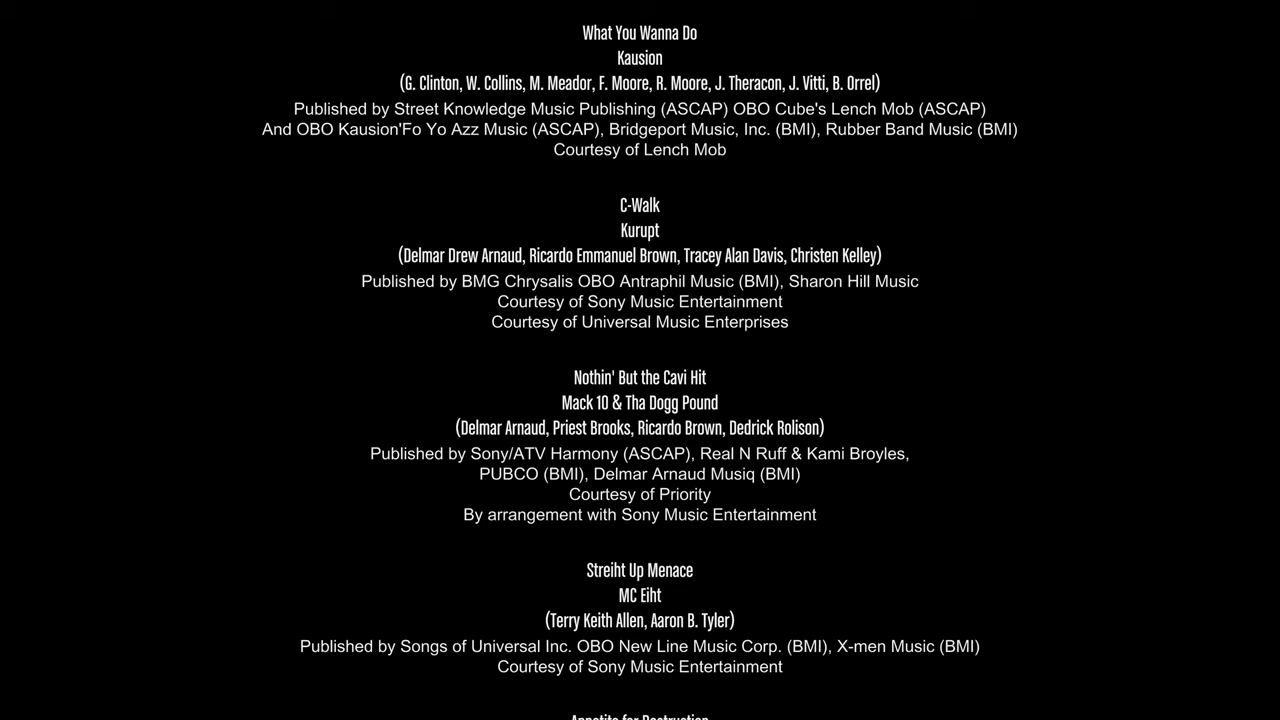 What You Wanna Do
Kausion
(G. Clinton, W. Collins, M. Meador, F. Moore, R. Moore, J. Theracon, J. Vitti, B. Orrel)
Published by Street Knowledge Music Publishing (ASCAP) OBO Cube's Lench Mob (ASCAP)
And OBO Kausion'Fo Yo Azz Music (ASCAP), Bridgeport Music, Inc. (BMI), Rubber Band Music (BMI)
Courtesy of Lench Mob
C-Walk
Kurupt
(Delmar Drew Arnaud, Ricardo Emmanuel Brown, Tracey Alan Davis, Christen Kelley)
Published by BMG Chrysalis OBO Antraphil Music (BMI), Sharon Hill Music
Courtesy of Sony Music Entertainment
Courtesy of Universal Music Enterprises
Nothin' But the Cavi Hit
Mack 10 & Tha Dogg Pound
(Delmar Arnaud, Priest Brooks, Ricardo Brown, Dedrick Rolison)
Published by Sony/ATV Harmony (ASCAP), Real N Ruff & Kami Broyles,
PUBCO (BMI), Delmar Arnaud Musiq (BMI)
Courtesy of Priority
By arrangement with Sony Music Entertainment
Streiht Up Menace
MC Eiht
(Terry Keith Allen, Aaron B. Tyler)
Published by Songs of Universal Inc. OBO New Line Music Corp. (BMI), X-men Music (BMI)
Courtesy of Sony Music Entertainment
Appetite for Destruction